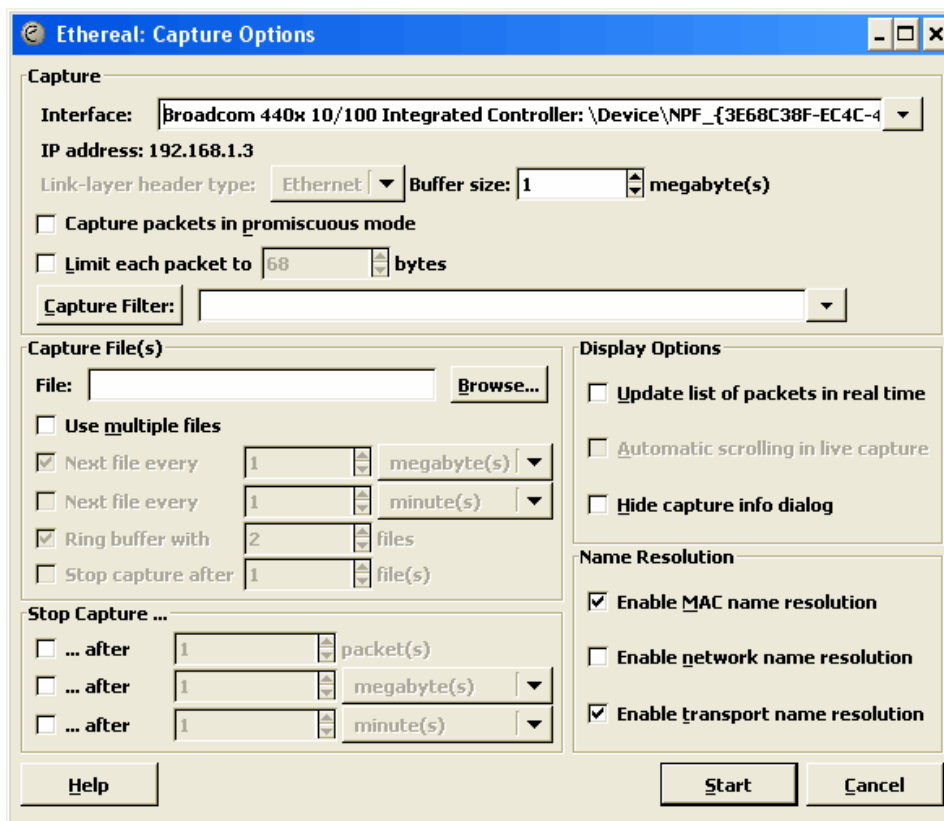 Ethereal: Capture Options
Capture
Interface: Broadcom 440x 10/100 Integrated Controller: \Device\NPF_{3E68C38F-EC4C-4
IP address: 192.168.1.3
Link-layer header type: Ethernet Buffer size: 1 megabyte(s)
Capture packets in promiscuous mode
Limit each packet to 68 bytes
Capture Filter:
Capture File(s)
File: Browse...
Use multiple files
Next file every 1 megabyte(s)
Next file every 1 minute(s)
Ring buffer with 2 files
Stop capture after 1 file(s)
Stop Capture ...
... after 1 packet(s)
... after 1 megabyte(s)
... after 1 minute(s)
Display Options
Update list of packets in real time
Automatic scrolling in live capture
Hide capture info dialog
Name Resolution
Enable MAC name resolution
Enable network name resolution
Enable transport name resolution
Help Start Cancel